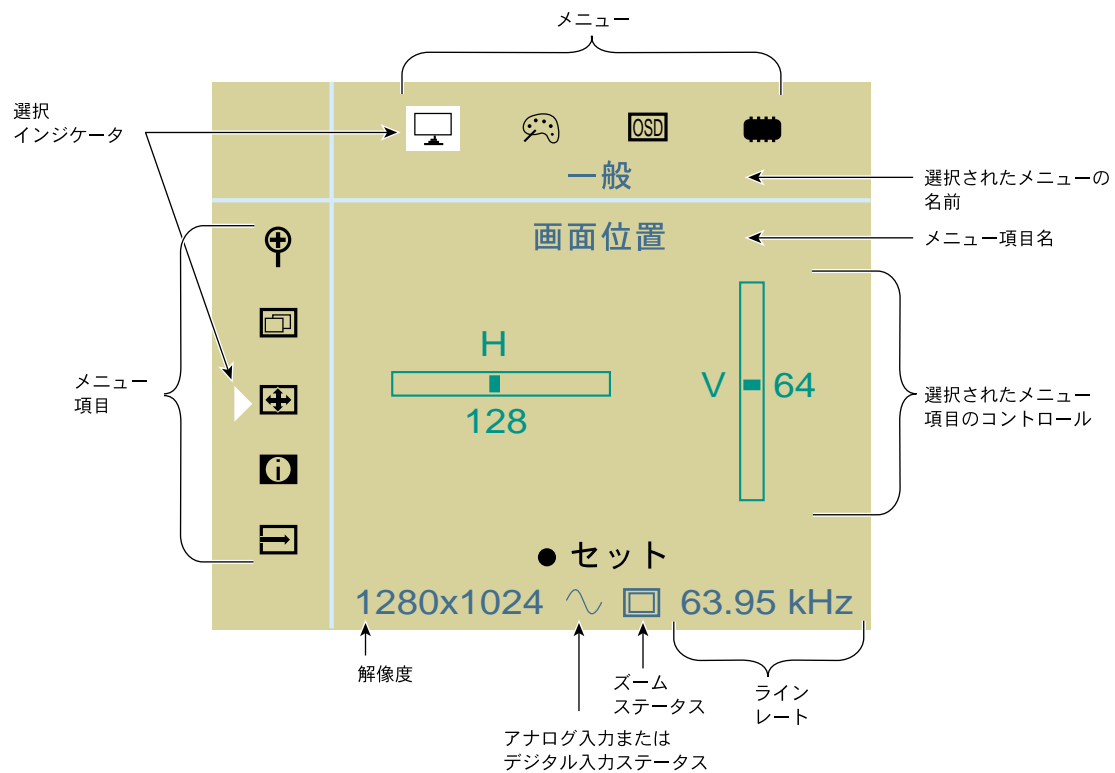 メニュー
選択
インジケータ
OSD
一般
選択されたメニューの
名前
画面位置
メニュー項目名
メニュー
項目
H
128
V
64
選択されたメニュー
項目のコントロール
i
● セット
1280x1024
63.95 kHz
解像度
ズーム
ステータス
ライン
レート
アナログ入力または
デジタル入力ステータス